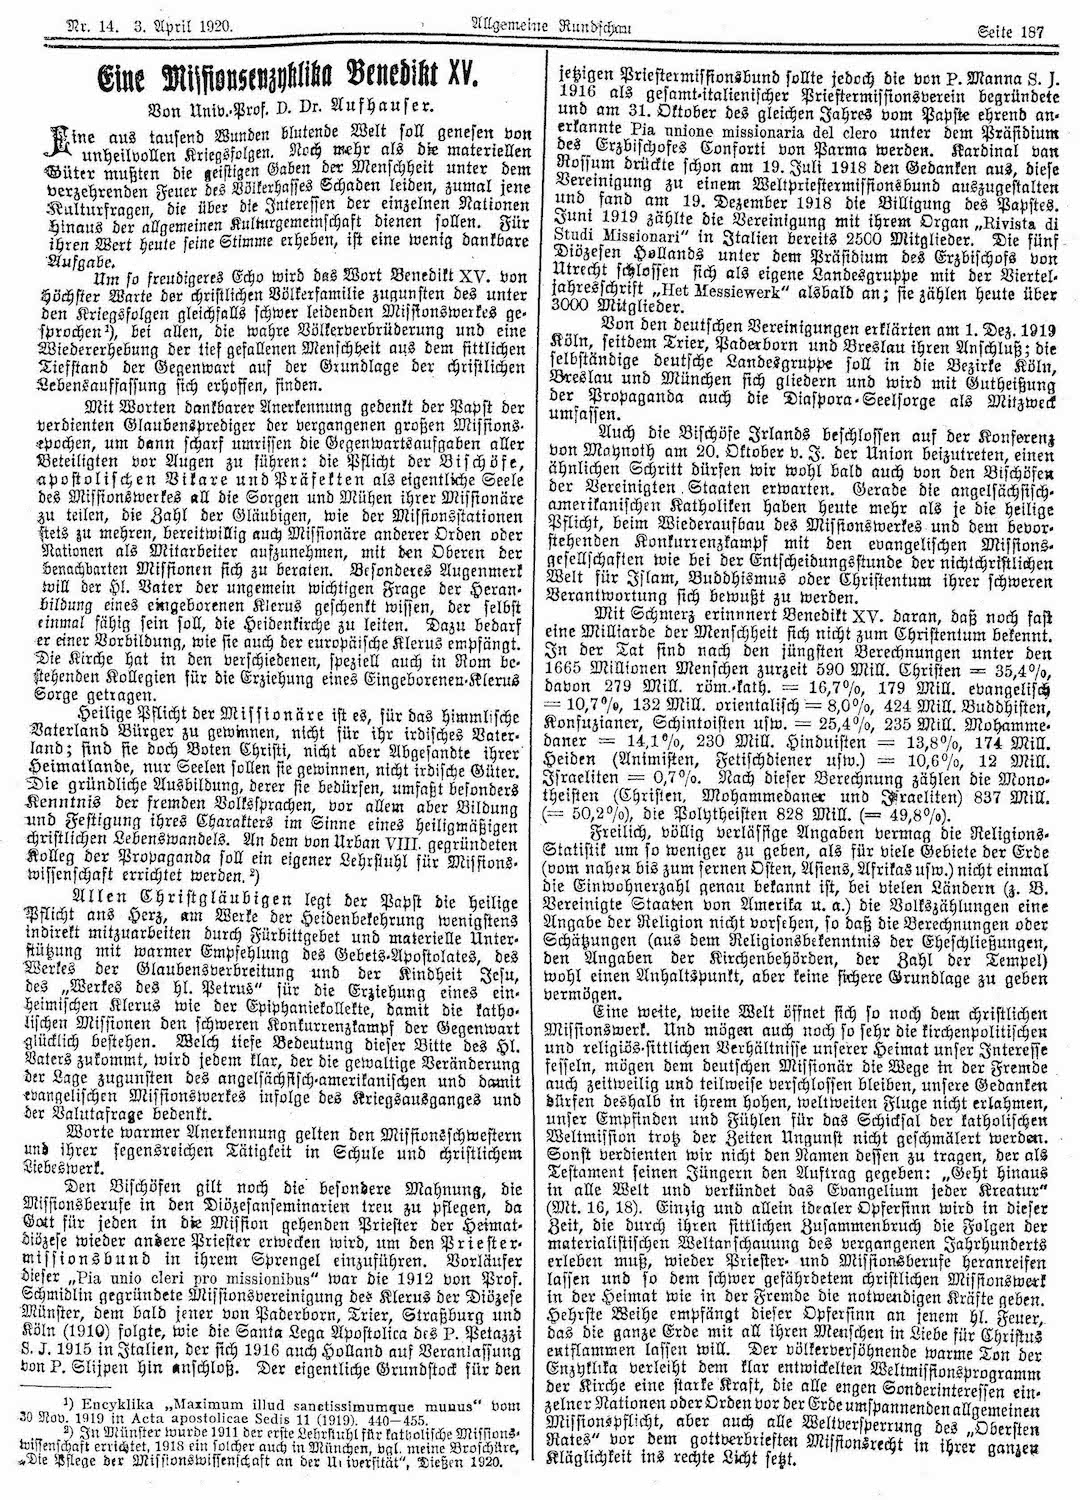 Nr. 14. 3. April 1920.
Allgemeine Rundschau
Seite 187
Eine Missionsenzyklika Benedikt XV.
Von Univ.-Prof. D. Dr. Aufhauser.
Eine aus tausend Wunden blutende Welt soll genesen von
unheilvollen Kriegsfolgen. Noch mehr als die materiellen
Güter mußten die geistigen Gaben der Menschheit unter dem
verzehrenden Feuer des Völkerhasses Schaden leiden, zumal jene
Kulturfragen, die über die Interessen der einzelnen Nationen
hinaus der allgemeinen Kulturgemeinschaft dienen sollen. Für
ihren Wert heute seine Stimme erheben, ist eine wenig dankbare
Aufgabe.
Um so freudigeres Echo wird das Wort Benedikt XV. von
höchster Warte der christlichen Völkerfamilie zugunsten des unter
den Kriegsfolgen gleichfalls schwer leidenden Missionswerkes ge-
sprochen¹), bei allen, die wahre Völkerverbrüderung und eine
Wiedererhebung der tief gefallenen Menschheit aus dem sittlichen
Tiefstand der Gegenwart auf der Grundlage der christlichen
Lebensauffassung sich erhoffen, finden.
Mit Worten dankbarer Anerkennung gedenkt der Papst der
verdienten Glaubensprediger der vergangenen großen Missions-
epochen, um dann scharf umrissen die Gegenwartsaufgaben aller
Beteiligten vor Augen zu führen: die Pflicht der Bischöfe,
apostolischen Vikare und Präfekten als eigentliche Seele
des Missionswerkes all die Sorgen und Mühen ihrer Missionäre
zu teilen, die Zahl der Gläubigen, wie der Missionsstationen
stets zu mehren, bereitwillig auch Missionäre anderer Orden oder
Nationen als Mitarbeiter aufzunehmen, mit den Oberen der
benachbarten Missionen sich zu beraten. Besonderes Augenmerk
will der Hl. Vater der ungemein wichtigen Frage der Heran-
bildung eines eingeborenen Klerus geschenkt wissen, der selbst
einmal fähig sein soll, die Heidenkirche zu leiten. Dazu bedarf
er einer Vorbildung, wie sie auch der europäische Klerus empfängt.
Die Kirche hat in den verschiedenen, speziell auch in Rom be-
stehenden Kollegien für die Erziehung eines Eingeborenen-Klerus
Sorge getragen.
Heilige Pflicht der Missionäre ist es, für das himmlische
Vaterland Bürger zu gewinnen, nicht für ihr irdisches Vater-
land; sind sie doch Boten Christi, nicht aber Abgesandte ihrer
Heimatlande, nur Seelen sollen sie gewinnen, nicht irdische Güter.
Die gründliche Ausbildung, derer sie bedürfen, umfaßt besonders
Kenntnis der fremden Volkssprachen, vor allem aber Bildung
und Festigung ihres Charakters im Sinne eines heiligmäßigen
christlichen Lebenswandels. An dem von Urban VIII. gegründeten
Kolleg der Propaganda soll ein eigener Lehrstuhl für Missions-
wissenschaft errichtet werden.²)
Allen Christgläubigen legt der Papst die heilige
Pflicht ans Herz, am Werke der Heidenbekehrung wenigstens
indirekt mitzuarbeiten durch Fürbittgebet und materielle Unter-
stützung mit warmer Empfehlung des Gebets-Apostolates, des
Werkes der Glaubensverbreitung und der Kindheit Jesu,
des „Werkes des hl. Petrus“ für die Erziehung eines ein-
heimischen Klerus wie der Epiphaniekollekte, damit die katho-
lischen Missionen den schweren Konkurrenzkampf der Gegenwart
glücklich bestehen. Welch tiefe Bedeutung dieser Bitte des Hl.
Vaters zukommt, wird jedem klar, der die gewaltige Veränderung
der Lage zugunsten des angelsächsisch-amerikanischen und damit
evangelischen Missionswerkes infolge des Kriegsausganges und
der Valutafrage bedenkt.
Worte warmer Anerkennung gelten den Missionsschwestern
und ihrer segensreichen Tätigkeit in Schule und christlichem
Liebeswerk.
Den Bischöfen gilt noch die besondere Mahnung, die
Missionsberufe in den Diözesanseminarien treu zu pflegen, da
Gott für jeden in die Mission gehenden Priester der Heimat-
diözese wieder andere Priester erwecken wird, um den Priester-
missionsbund in ihrem Sprengel einzuführen. Vorläufer
dieser „Pia unio cleri pro missionibus“ war die 1912 von Prof.
Schmidlin gegründete Missionsvereinigung des Klerus der Diözese
Münster, dem bald jener von Paderborn, Trier, Straßburg und
Köln (1910) folgte, wie die Santa Lega Apostolica des P. Petazzi
S. J. 1915 in Italien, der sich 1916 auch Holland auf Veranlassung
von P. Slijpen hin anschloß. Der eigentliche Grundstock für den
¹) Encyklika „Maximum illud sanctissimumque munus“ vom
30 Nov. 1919 in Acta apostolicae Sedis 11 (1919). 440—455.
²) In Münster wurde 1911 der erste Lehrstuhl für katholische Missions-
wissenschaft errichtet, 1918 ein solcher auch in München, vgl. meine Broschüre,
„Die Pflege der Missionswissenschaft an der Universität“, Dießen 1920.
jetzigen Priestermissionsbund sollte jedoch die von P. Manna S. J.
1916 als gesamt-italienischer Priestermissionsverein begründete
und am 31. Oktober des gleichen Jahres vom Papste ehrend an-
erkannte Pia unione missionaria del clero unter dem Präsidium
des Erzbischofes Conforti von Parma werden. Kardinal van
Rossum drückte schon am 19. Juli 1918 den Gedanken aus, diese
Vereinigung zu einem Weltpriestermissionsbund auszugestalten
und fand am 19. Dezember 1918 die Billigung des Papstes.
Juni 1919 zählte die Vereinigung mit ihrem Organ „Rivista di
Studi Missionari“ in Italien bereits 2500 Mitglieder. Die fünf
Diözesen Hollands unter dem Präsidium des Erzbischofs von
Utrecht schlossen sich als eigene Landesgruppe mit der Viertel-
jahresschrift „Het Messiewerk“ alsbald an; sie zählen heute über
3000 Mitglieder.
Von den deutschen Vereinigungen erklärten am 1. Dez. 1919
Köln, seitdem Trier, Paderborn und Breslau ihren Anschluß; die
selbständige deutsche Landesgruppe soll in die Bezirke Köln,
Breslau und München sich gliedern und wird mit Gutheißung
der Propaganda auch die Diaspora-Seelsorge als Mitzweck
umfassen.
Auch die Bischöfe Irlands beschlossen auf der Konferenz
von Maynoth am 20. Oktober v. J. der Union beizutreten, einen
ähnlichen Schritt dürfen wir wohl bald auch von den Bischöfen
der Vereinigten Staaten erwarten. Gerade die angelsächsisch-
amerikanischen Katholiken haben heute mehr als je die heilige
Pflicht, beim Wiederaufbau des Missionswerkes und dem bevor-
stehenden Konkurrenzkampf mit den evangelischen Missions-
gesellschaften wie bei der Entscheidungsstunde der nichtchristlichen
Welt für Islam, Buddhismus oder Christentum ihrer schweren
Verantwortung sich bewußt zu werden.
Mit Schmerz erinnert Benedikt XV. daran, daß noch fast
eine Milliarde der Menschheit sich nicht zum Christentum bekennt.
In der Tat sind nach den jüngsten Berechnungen unter den
1665 Millionen Menschen zurzeit 590 Mill. Christen = 35,4%,
davon 279 Mill. röm.-kath. = 16,7%, 179 Mill. evangelisch
= 10,7%, 132 Mill. orientalisch = 8,0%, 424 Mill. Buddhisten,
Konfuzianer, Schintoisten usw. = 25,4%, 235 Mill. Mohamme-
daner = 14,1%, 230 Mill. Hinduisten = 13,8%, 174 Mill.
Heiden (Animisten, Fetischdiener usw.) = 10,6%, 12 Mill.
Israeliten = 0,7%. Nach dieser Berechnung zählen die Mono-
theisten (Christen, Mohammedaner und Israeliten) 837 Mill.
(= 50,2%), die Polytheisten 828 Mill. (= 49,8%).
Freilich, völlig verlässige Angaben vermag die Religions-
Statistik um so weniger zu geben, als für viele Gebiete der Erde
(vom nahen bis zum fernen Osten, Asiens, Afrikas usw.) nicht einmal
die Einwohnerzahl genau bekannt ist, bei vielen Ländern (z. B.
Vereinigte Staaten von Amerika u. a.) die Volkszählungen eine
Angabe der Religion nicht vorsehen, so daß die Berechnungen oder
Schätzungen (aus dem Religionsbekenntnis der Eheschließungen,
den Angaben der Kirchenbehörden, der Zahl der Tempel)
wohl einen Anhaltspunkt, aber keine sichere Grundlage zu geben
vermögen.
Eine weite, weite Welt öffnet sich so noch dem christlichen
Missionswerk. Und mögen auch noch so sehr die kirchenpolitischen
und religiös-sittlichen Verhältnisse unserer Heimat unser Interesse
fesseln, mögen dem deutschen Missionär die Wege in der Fremde
auch zeitweilig und teilweise verschlossen bleiben, unsere Gedanken
dürfen deshalb in ihrem hohen, weltweiten Fluge nicht erlahmen,
unser Empfinden und Fühlen für das Schicksal der katholischen
Weltmission trotz der Zeiten Ungunst nicht geschmälert werden.
Sonst verdienten wir nicht den Namen dessen zu tragen, der als
Testament seinen Jüngern den Auftrag gegeben: „Geht hinaus
in alle Welt und verkündet das Evangelium jeder Kreatur“
(Mt. 16, 18). Einzig und allein idealer Opfersinn wird in dieser
Zeit, die durch ihren sittlichen Zusammenbruch die Folgen der
materialistischen Weltanschauung des vergangenen Jahrhunderts
erleben muß, wieder Priester- und Missionsberufe heranreifen
lassen und so dem schwer gefährdetem christlichen Missionswerk
in der Heimat wie in der Fremde die notwendigen Kräfte geben.
Hehrste Weihe empfängt dieser Opfersinn an jenem hl. Feuer,
das die ganze Erde mit all ihren Menschen in Liebe für Christus
entflammen lassen will. Der völkerversöhnende warme Ton der
Enzyklika verleiht dem klar entwickelten Weltmissionsprogramm
der Kirche eine starke Kraft, die alle engen Sonderinteressen ein-
zelner Nationen oder Orden vor der Erde umspannenden allgemeinen
Missionspflicht, aber auch alle Weltversperrung des „Obersten
Rates“ vor dem gottverbrieften Missionsrecht in ihrer ganzen
Kläglichkeit ins rechte Licht setzt.